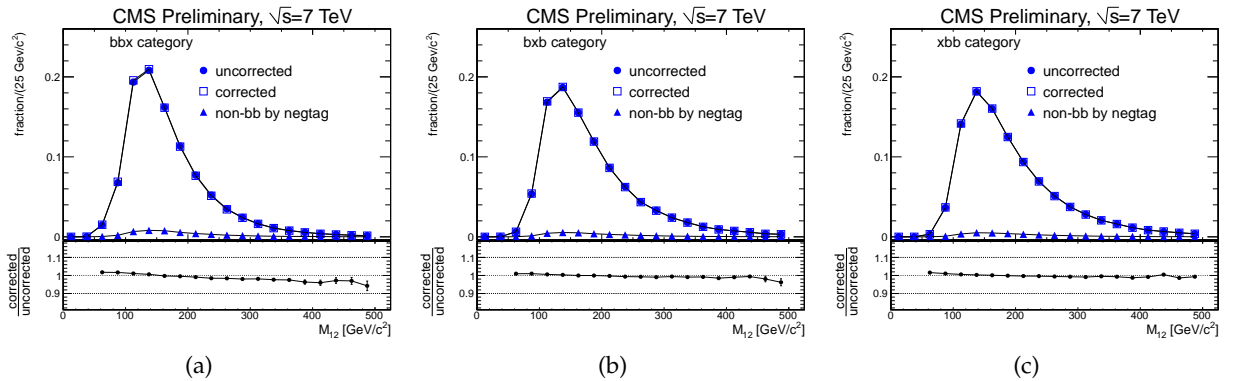 CMS Preliminary, √s=7 TeV
fraction/(25 Gev/c²)
bbx category
uncorrected
corrected
non-bb by negtag
0.2
0.1
0
corrected
uncorrected
1.1
1
0.9
0 100 200 300 400 500
M₁₂ [GeV/c²]
(a)
CMS Preliminary, √s=7 TeV
fraction/(25 Gev/c²)
bxb category
uncorrected
corrected
non-bb by negtag
0.2
0.1
0
corrected
uncorrected
1.1
1
0.9
0 100 200 300 400 500
M₁₂ [GeV/c²]
(b)
CMS Preliminary, √s=7 TeV
fraction/(25 Gev/c²)
xbb category
uncorrected
corrected
non-bb by negtag
0.2
0.1
0
corrected
uncorrected
1.1
1
0.9
0 100 200 300 400 500
M₁₂ [GeV/c²]
(c)